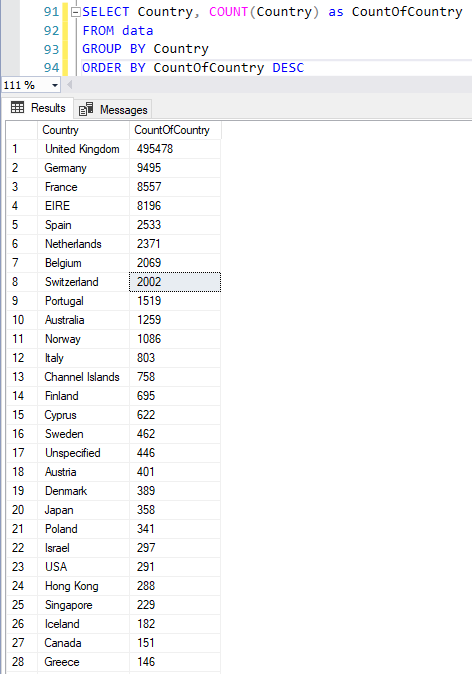 91 SELECT Country, COUNT(Country) as CountOfCountry
92 FROM data
93 GROUP BY Country
94 ORDER BY CountOfCountry DESC
111 %
Results Messages
Country CountOfCountry
1 United Kingdom 495478
2 Germany 9495
3 France 8557
4 EIRE 8196
5 Spain 2533
6 Netherlands 2371
7 Belgium 2069
8 Switzerland 2002
9 Portugal 1519
10 Australia 1259
11 Norway 1086
12 Italy 803
13 Channel Islands 758
14 Finland 695
15 Cyprus 622
16 Sweden 462
17 Unspecified 446
18 Austria 401
19 Denmark 389
20 Japan 358
21 Poland 341
22 Israel 297
23 USA 291
24 Hong Kong 288
25 Singapore 229
26 Iceland 182
27 Canada 151
28 Greece 146